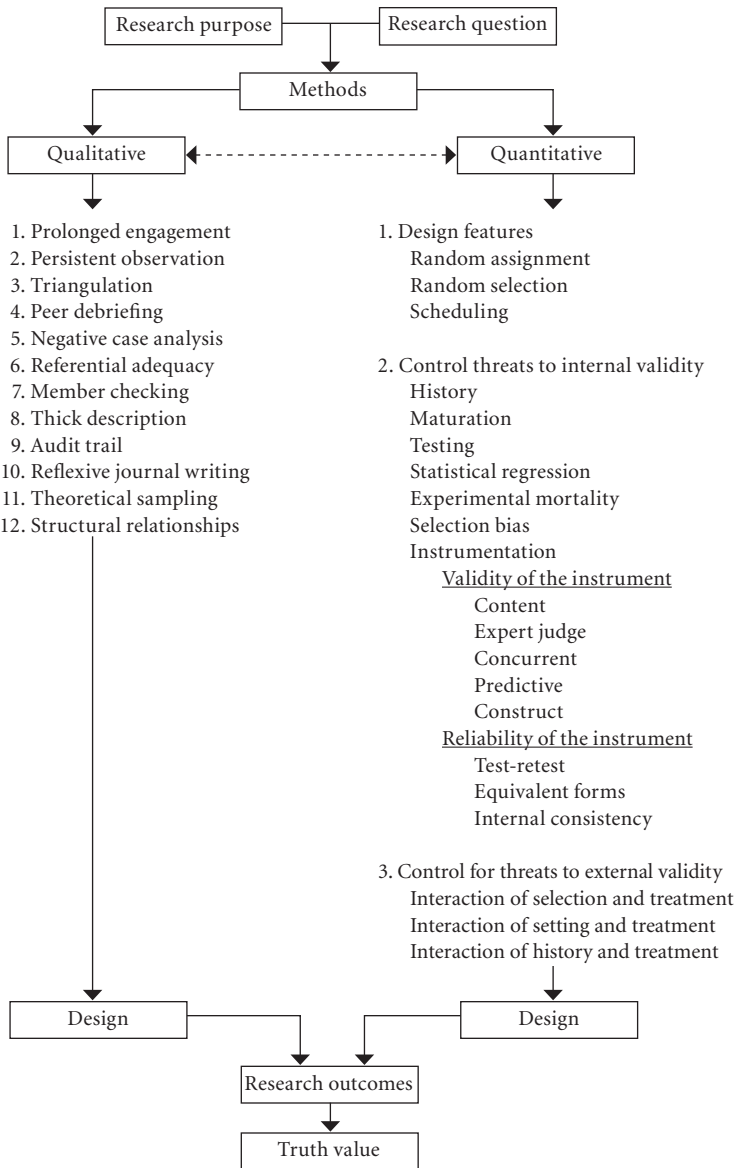 Research purpose
Research question
Methods
Qualitative
Quantitative
1. Prolonged engagement
2. Persistent observation
3. Triangulation
4. Peer debriefing
5. Negative case analysis
6. Referential adequacy
7. Member checking
8. Thick description
9. Audit trail
10. Reflexive journal writing
11. Theoretical sampling
12. Structural relationships
1. Design features
Random assignment
Random selection
Scheduling
2. Control threats to internal validity
History
Maturation
Testing
Statistical regression
Experimental mortality
Selection bias
Instrumentation
Validity of the instrument
Content
Expert judge
Concurrent
Predictive
Construct
Reliability of the instrument
Test-retest
Equivalent forms
Internal consistency
3. Control for threats to external validity
Interaction of selection and treatment
Interaction of setting and treatment
Interaction of history and treatment
Design
Design
Research outcomes
Truth value